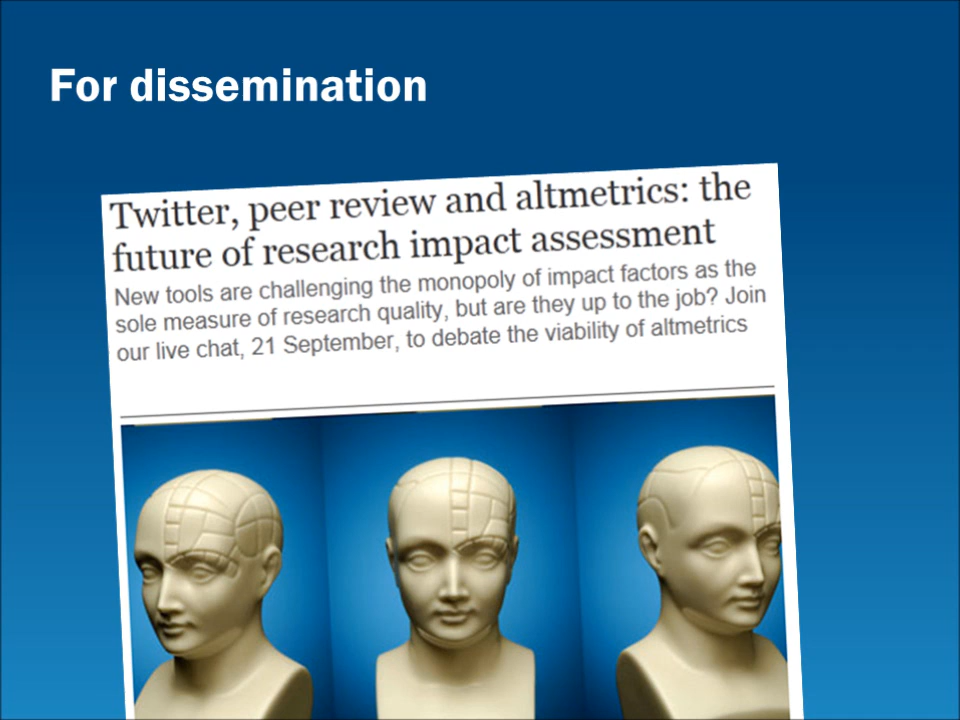 For dissemination
Twitter, peer review and altmetrics: the
future of research impact assessment
New tools are challenging the monopoly of impact factors as the
sole measure of research quality, but are they up to the job? Join
our live chat, 21 September, to debate the viability of altmetrics